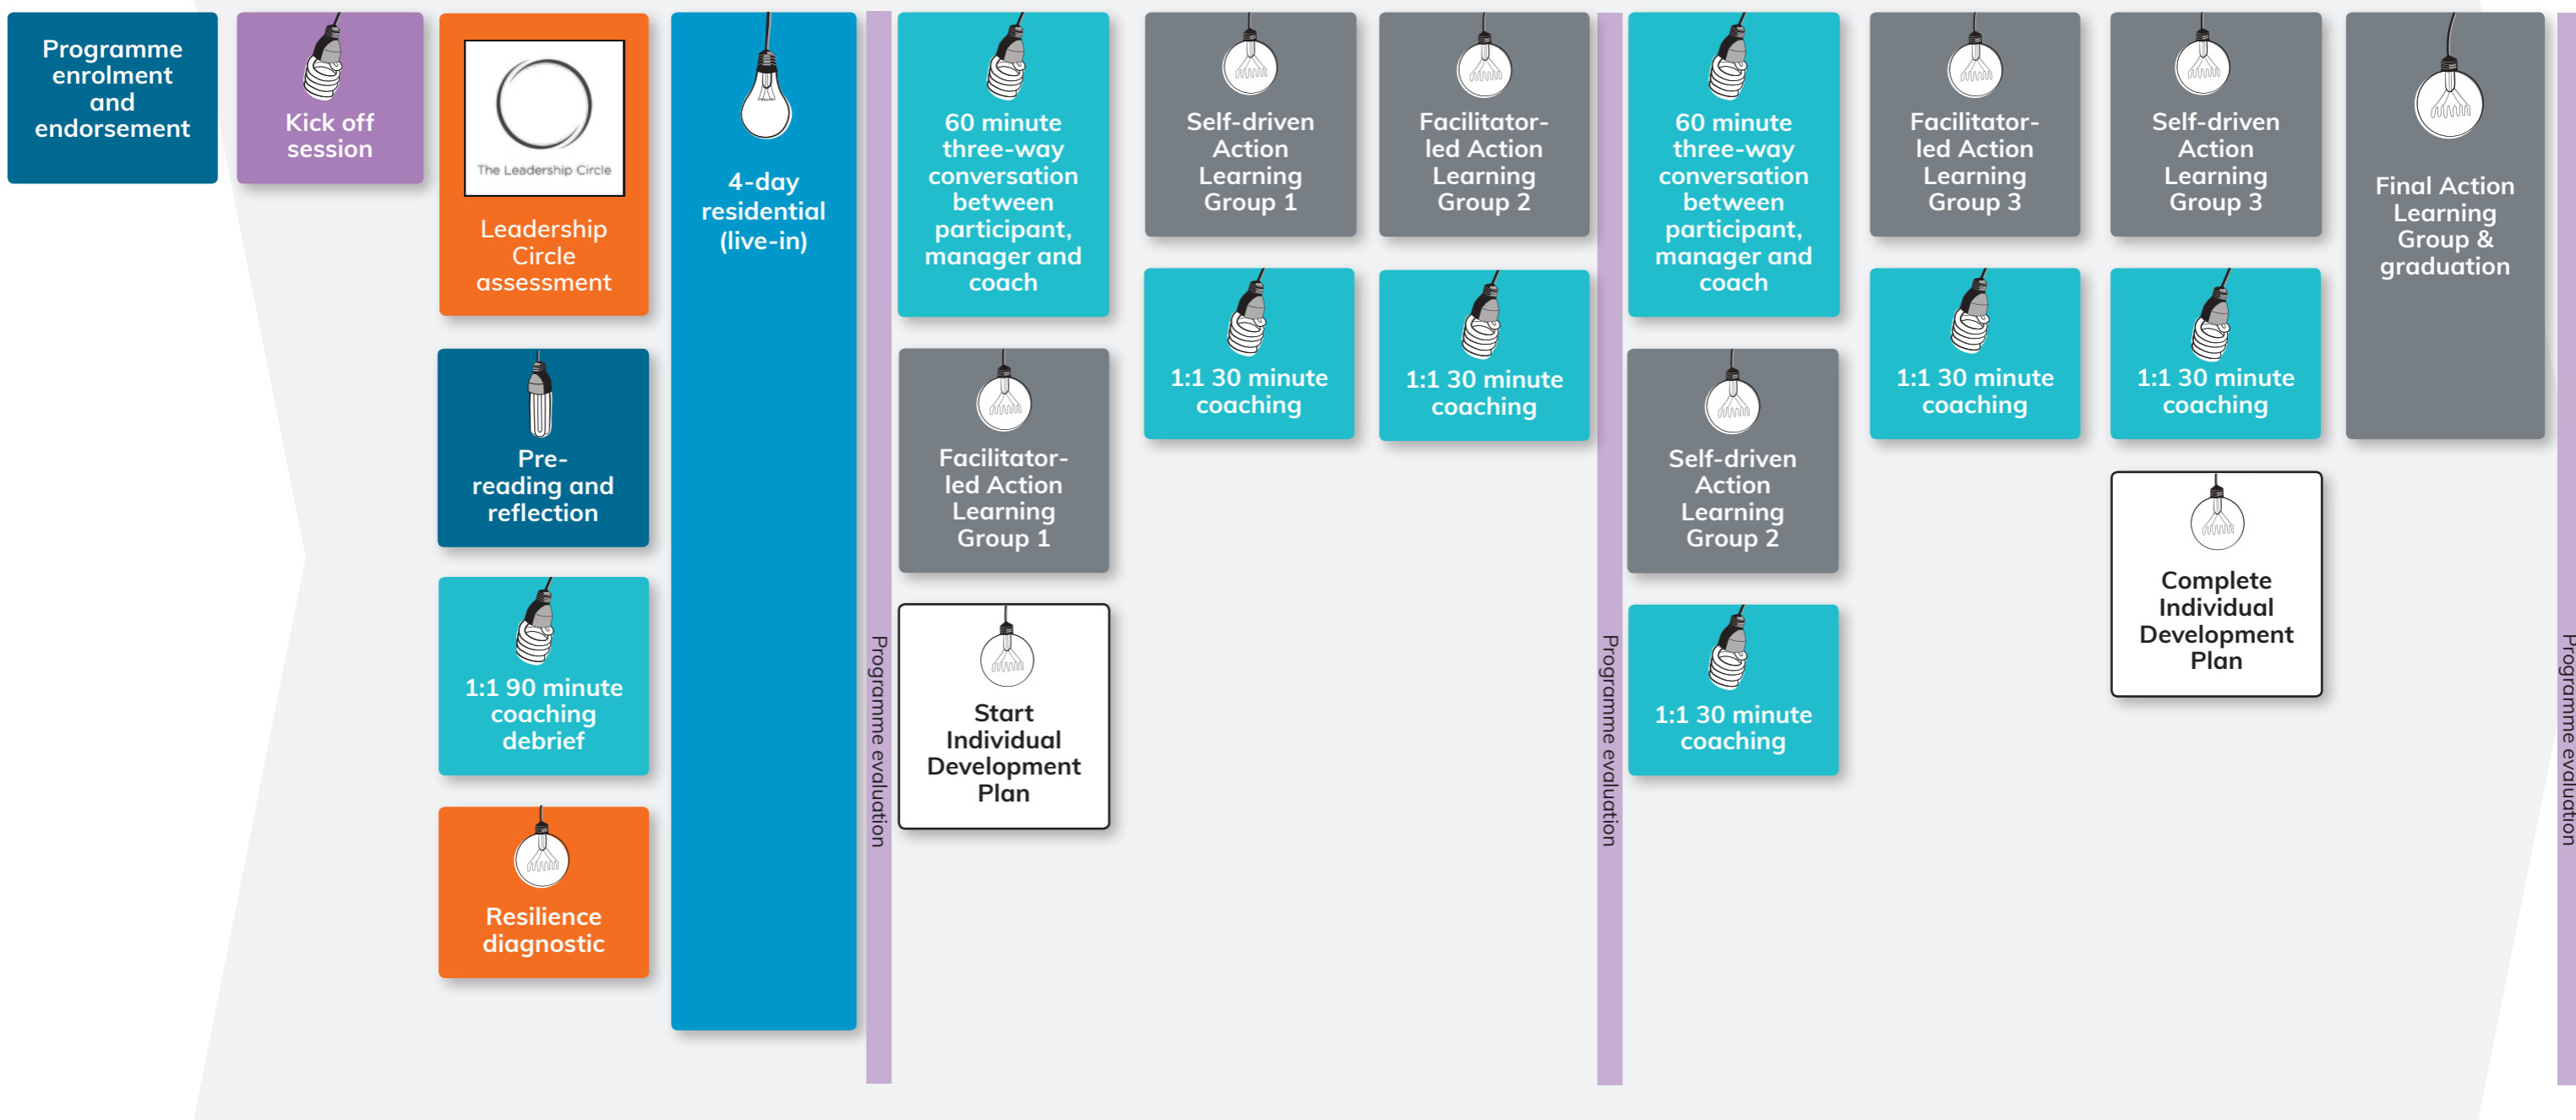 Programme
enrolment
and
endorsement
Kick off
session
The Leadership Circle
Leadership
Circle
assessment
Pre-
reading and
reflection
1:1 90 minute
coaching
debrief
Resilience
diagnostic
4-day
residential
(live-in)
Programme evaluation
60 minute
three-way
conversation
between
participant,
manager and
coach
Facilitator-
led Action
Learning
Group 1
Start
Individual
Development
Plan
Self-driven
Action
Learning
Group 1
1:1 30 minute
coaching
Facilitator-
led Action
Learning
Group 2
1:1 30 minute
coaching
Programme evaluation
60 minute
three-way
conversation
between
participant,
manager and
coach
Self-driven
Action
Learning
Group 2
1:1 30 minute
coaching
Facilitator-
led Action
Learning
Group 3
1:1 30 minute
coaching
Self-driven
Action
Learning
Group 3
1:1 30 minute
coaching
Complete
Individual
Development
Plan
Final Action
Learning
Group &
graduation
Programme evaluation